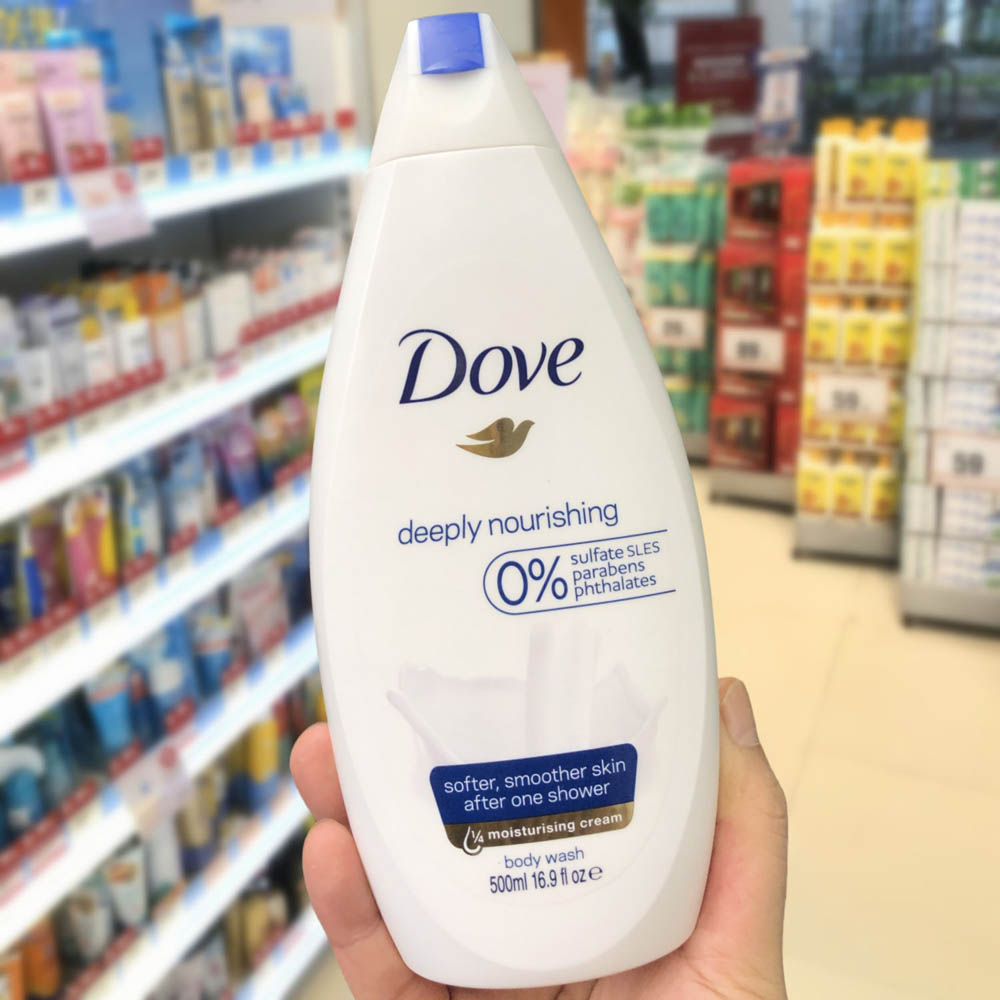 Dove
deeply nourishing
0%
sulfate SLES
parabens
phthalates
softer, smoother skin
after one shower
¼ moisturising cream
body wash
500ml 16.9 fl oz e
59